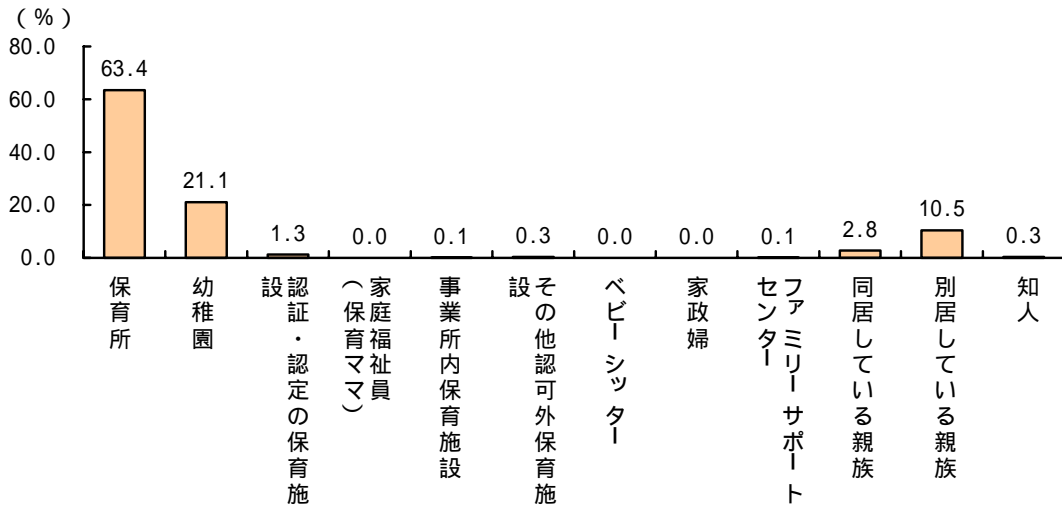 （％）
80.0
60.0
40.0
20.0
0.0
63.4
21.1
1.3
0.0
0.1
0.3
0.0
0.0
0.1
2.8
10.5
0.3
保育所
幼稚園
認証・認定の保育施
設
家庭福祉員
（保育ママ）
事業所内保育施設
その他認可外保育施
設
ベビーシッター
家政婦
ファミリーサポート
センター
同居している親族
別居している親族
知人